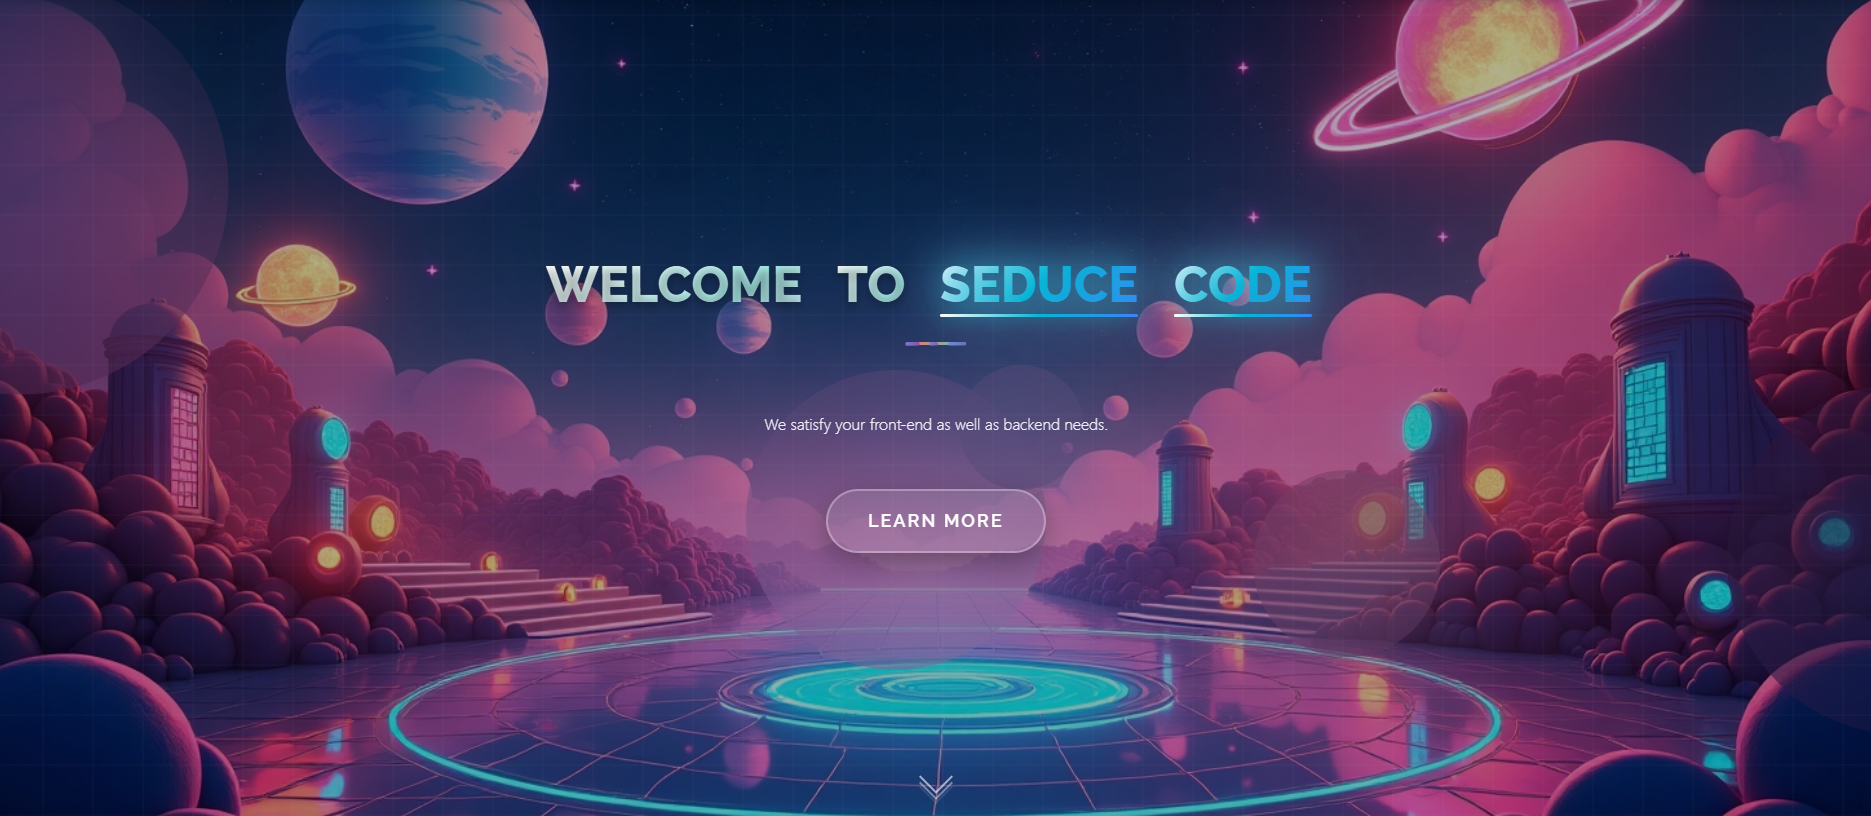 WELCOME TO SEDUCE CODE
We satisfy your front-end as well as backend needs.
LEARN MORE